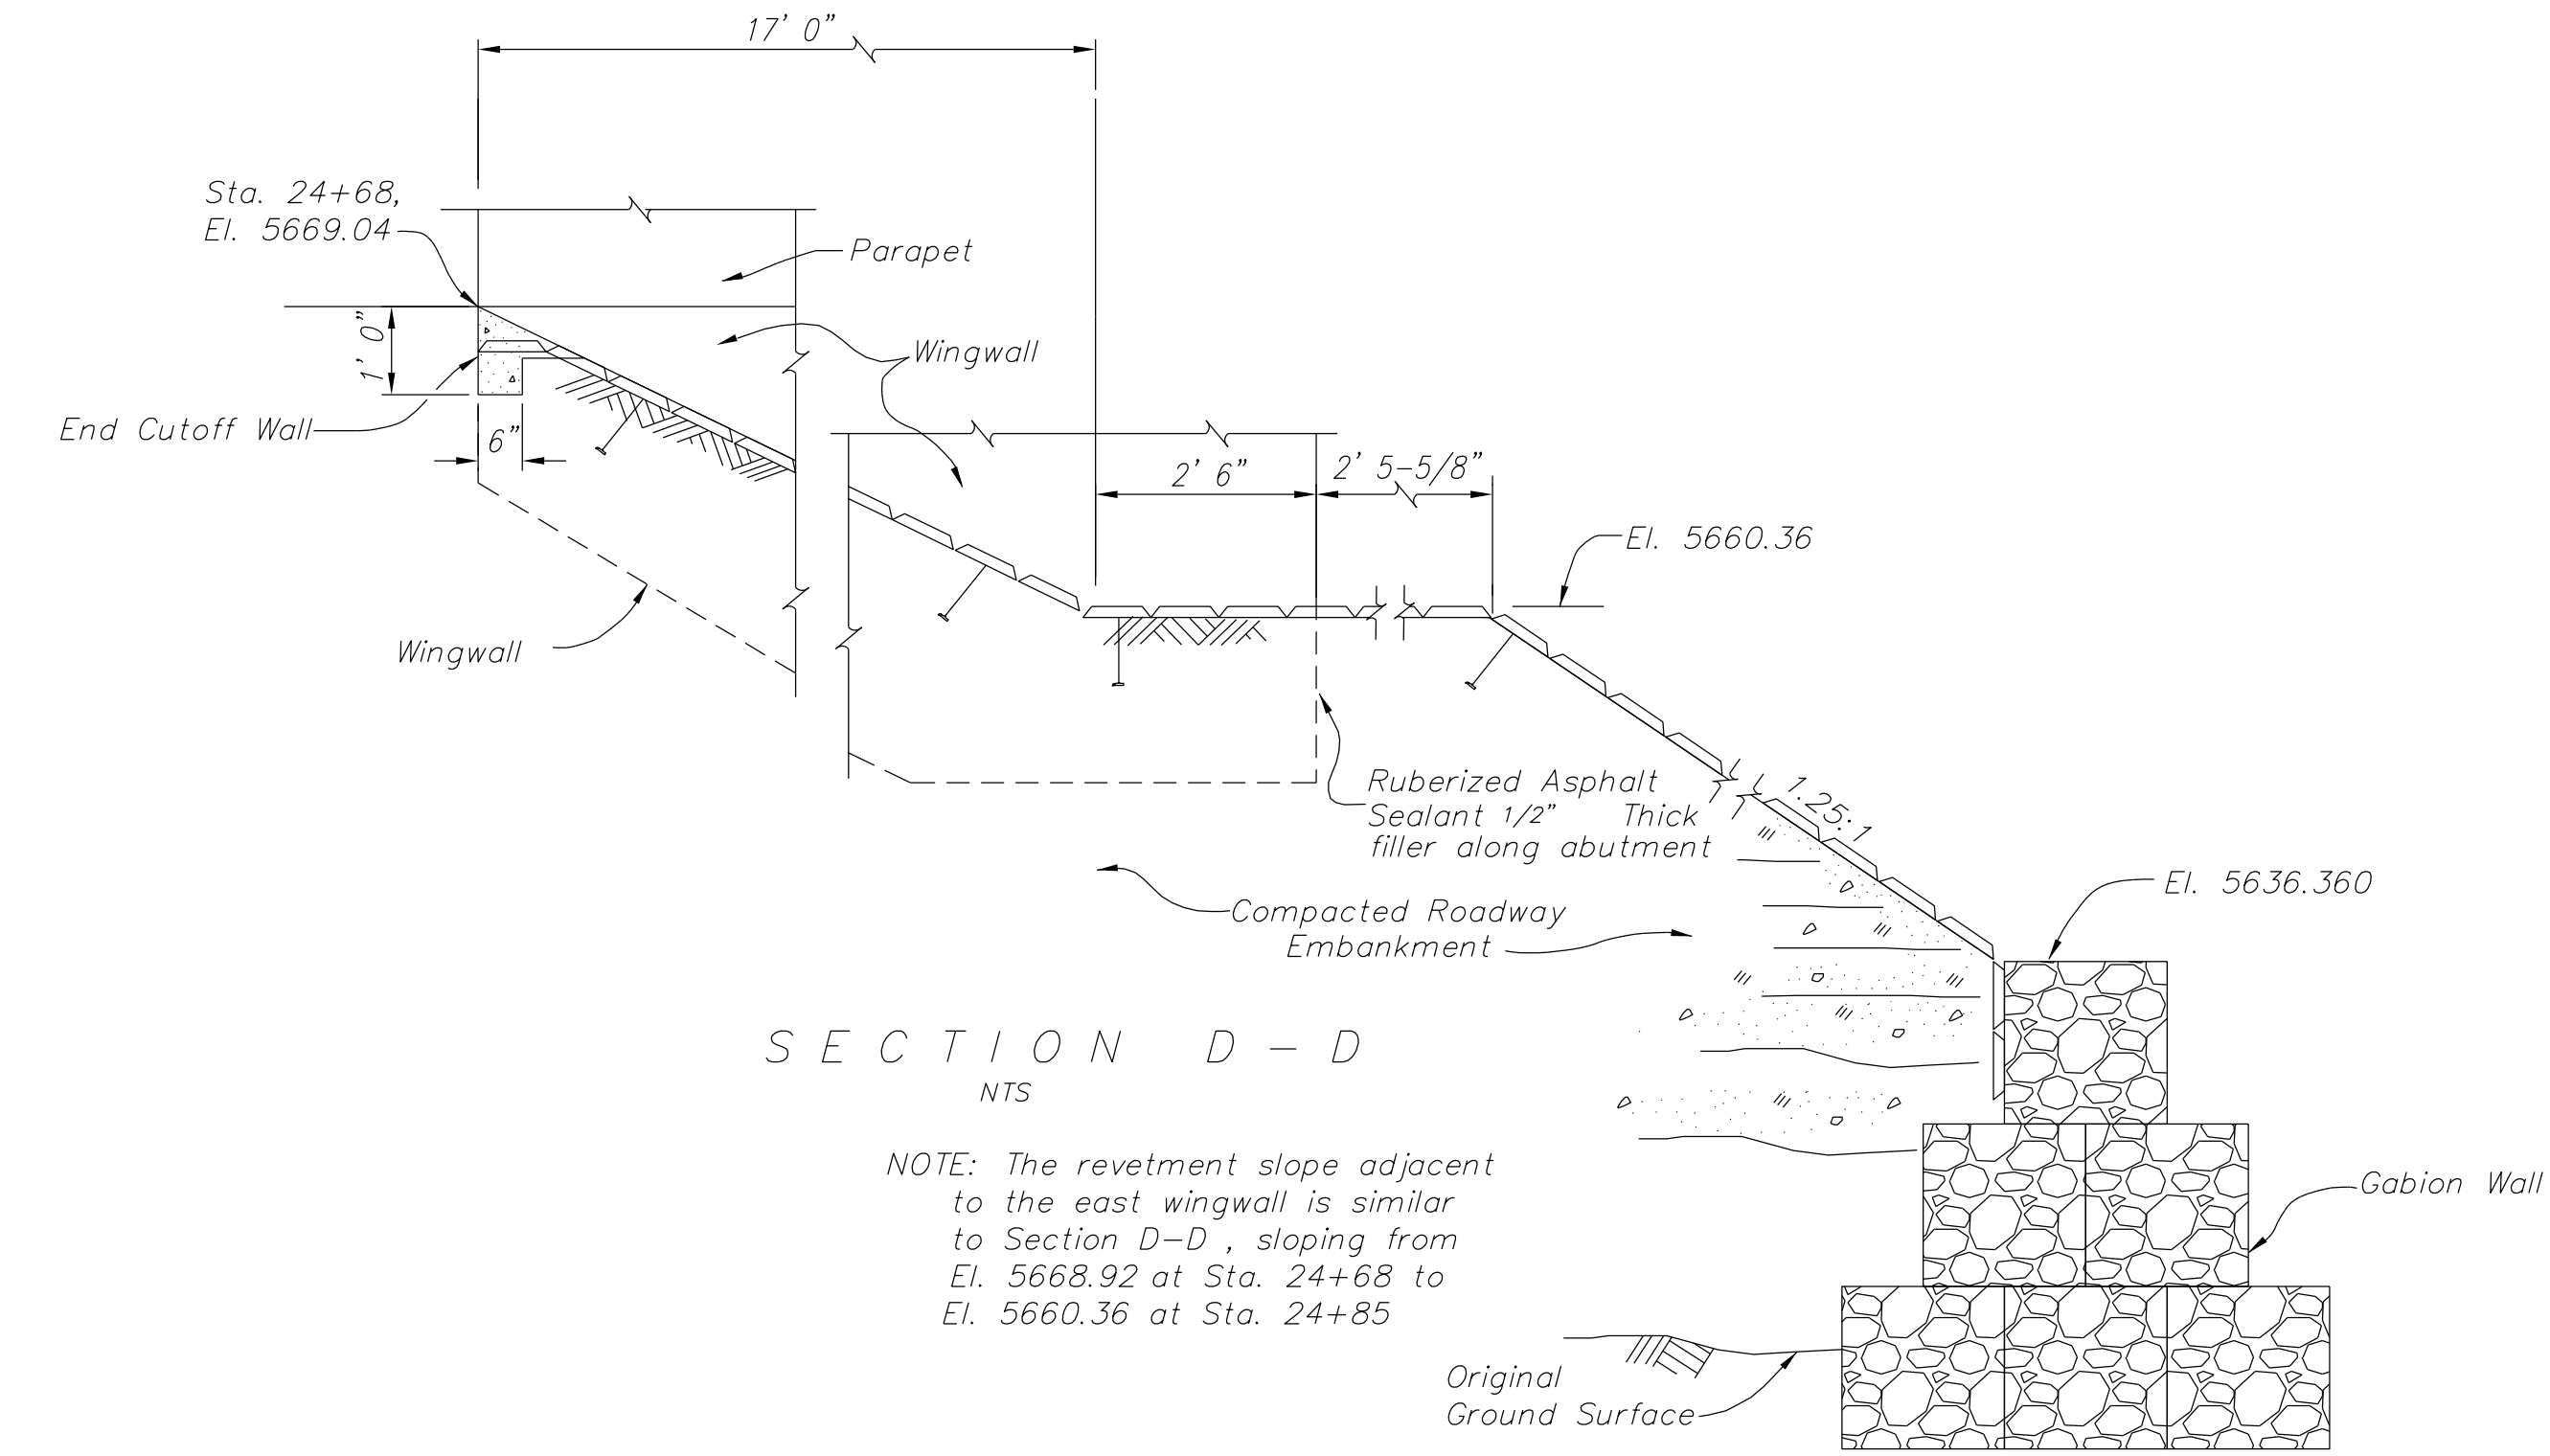 17' 0"
Sta. 24+68,
El. 5669.04
Parapet
1' 0"
Wingwall
End Cutoff Wall
6"
2' 6"
2' 5-5/8"
El. 5660.36
Wingwall
Ruberized Asphalt
Sealant 1/2" Thick
filler along abutment
1.25:1
El. 5636.360
Compacted Roadway
Embankment
SECTION D-D
NTS
NOTE: The revetment slope adjacent
to the east wingwall is similar
to Section D-D , sloping from
El. 5668.92 at Sta. 24+68 to
El. 5660.36 at Sta. 24+85
Gabion Wall
Original
Ground Surface